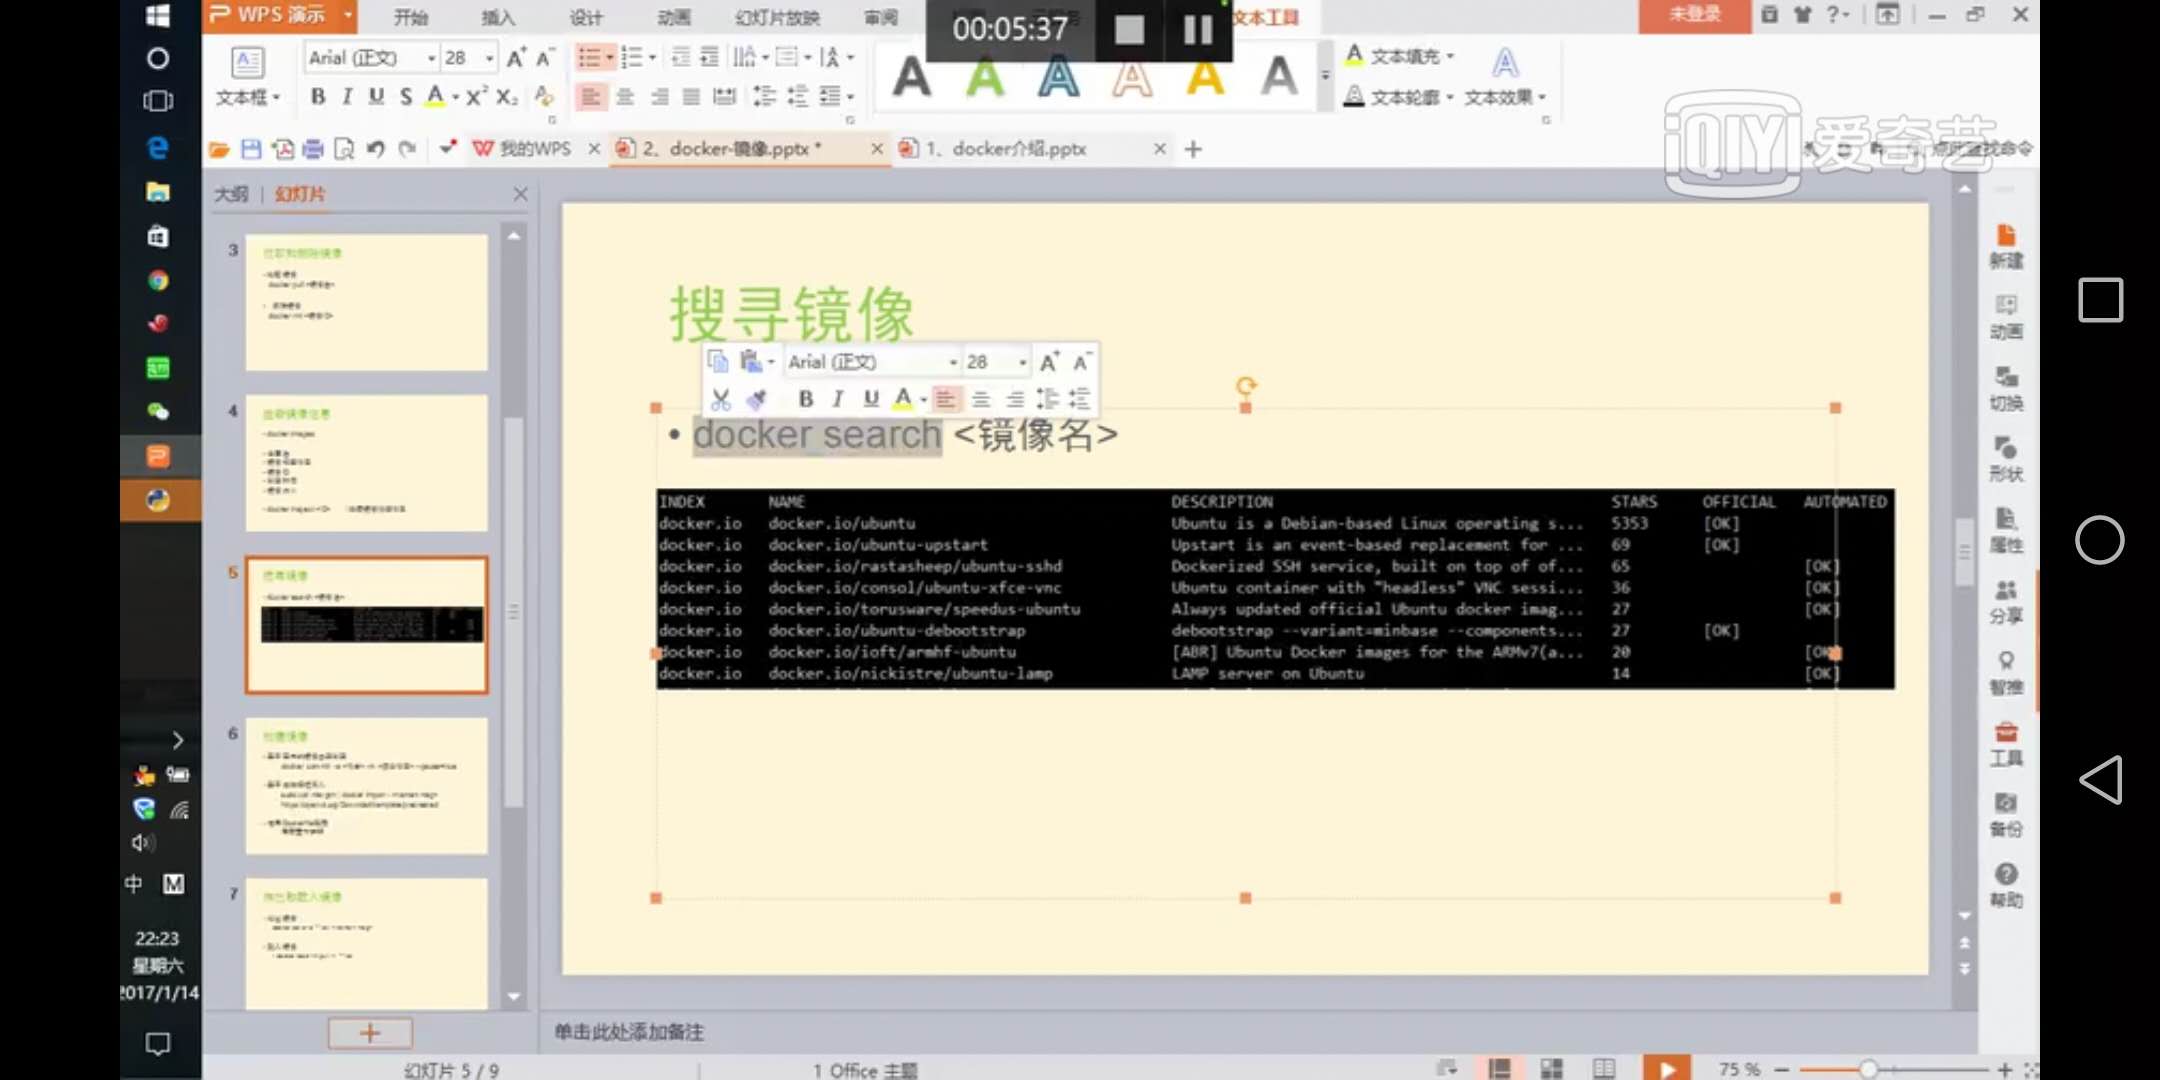 WPS 演示
开始 插入 设计 动画 幻灯片放映 审阅
00:05:37
文本工具
未登录
Arial (正文) 28
文本框
文本填充
文本轮廓 文本效果
我的WPS
2、docker-镜像.pptx *
1、docker介绍.pptx
iQIYI 爱奇艺
大纲 幻灯片
3
4
docker images
5
搜寻镜像
6
7
搜寻镜像
Arial (正文) 28
• docker search <镜像名>
INDEX NAME DESCRIPTION STARS OFFICIAL AUTOMATED
docker.io docker.io/ubuntu Ubuntu is a Debian-based Linux operating s... 5353 [OK]
docker.io docker.io/ubuntu-upstart Upstart is an event-based replacement for ... 69 [OK]
docker.io docker.io/rastasheep/ubuntu-sshd Dockerized SSH service, built on top of of... 65 [OK]
docker.io docker.io/consol/ubuntu-xfce-vnc Ubuntu container with "headless" VNC sessi... 36 [OK]
docker.io docker.io/torusware/speedus-ubuntu Always updated official Ubuntu docker imag... 27 [OK]
docker.io docker.io/ubuntu-debootstrap debootstrap --variant=minbase --components... 27 [OK]
docker.io docker.io/ioft/armhf-ubuntu [ABR] Ubuntu Docker images for the ARMv7(a... 20 [OK]
docker.io docker.io/nickistre/ubuntu-lamp LAMP server on Ubuntu 14 [OK]
新建
动画
切换
形状
属性
分享
智推
工具
备份
帮助
中 M
22:23
星期六
2017/1/14
单击此处添加备注
幻灯片 5 / 9
1 Office 主题
75 %